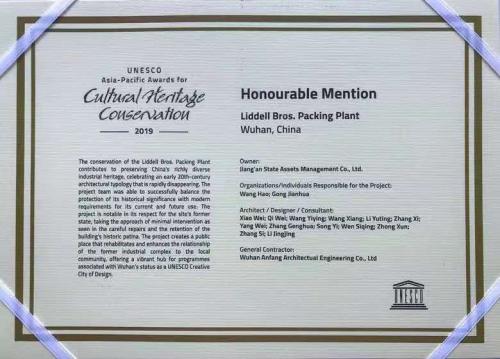 UNESCO
Asia-Pacific Awards for
Cultural Heritage
Conservation
2019
The conservation of the Liddell Bros. Packing Plant
contributes to preserving China's richly diverse
industrial heritage, celebrating an early 20th-century
architectural typology that is rapidly disappearing. The
project team was able to successfully balance the
protection of its historical significance with modern
requirements for its current and future use. The
project is notable in its respect for the site's former
state, taking the approach of minimal intervention as
seen in the careful repairs and the retention of the
building's historic patina. The project creates a public
place that rehabilitates and enhances the relationship
of the former industrial complex to the local
community, offering a vibrant hub for programmes
associated with Wuhan's status as a UNESCO Creative
City of Design.
Honourable Mention
Liddell Bros. Packing Plant
Wuhan, China
Owner:
Jiang'an State Assets Management Co., Ltd.
Organizations/Individuals Responsible for the Project:
Wang Hao; Gong Jianhua
Architect / Designer / Consultant:
Xiao Wei; Qi Wei; Wang Yiying; Wang Xiang; Li Yuting; Zhang Xi;
Yang Wei; Zhang Genghua; Song Yi; Wen Siqing; Zhong Xun;
Zhang Si; Li Jingjing
General Contractor:
Wuhan Anfang Architectual Engineering Co., Ltd
UNESCO